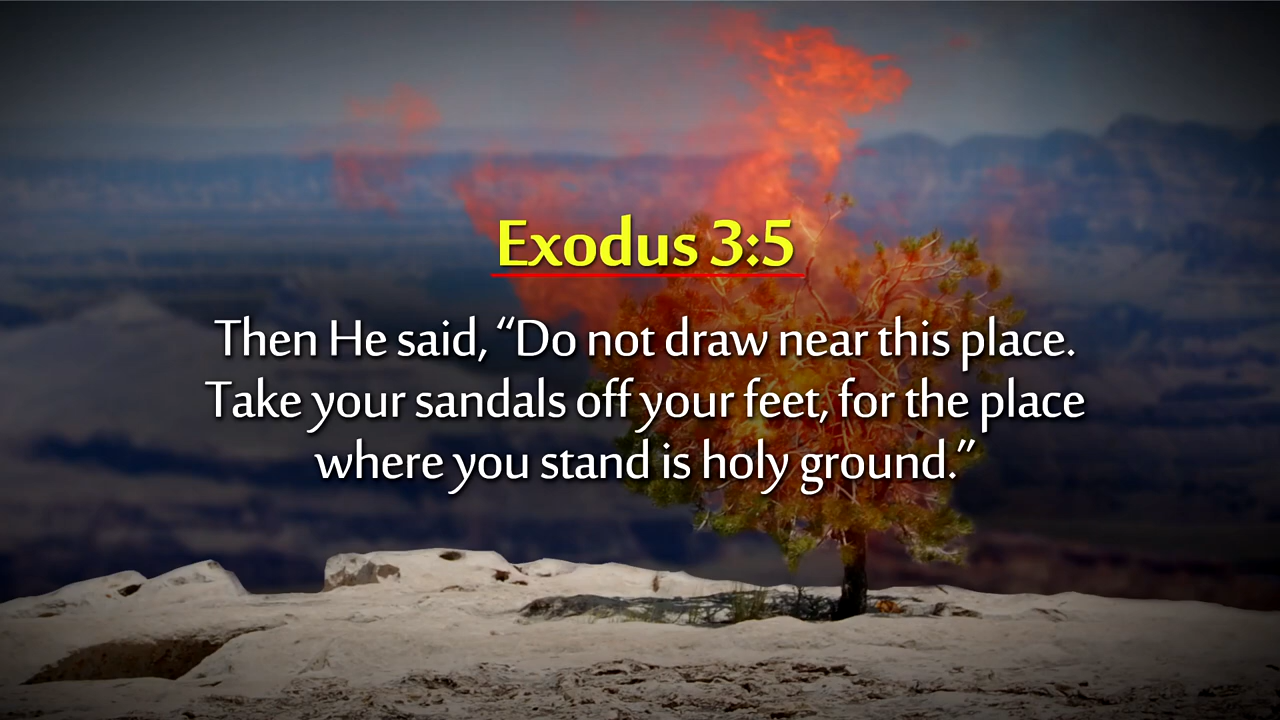 Exodus 3:5
Then He said, “Do not draw near this place.
Take your sandals off your feet, for the place
where you stand is holy ground.”